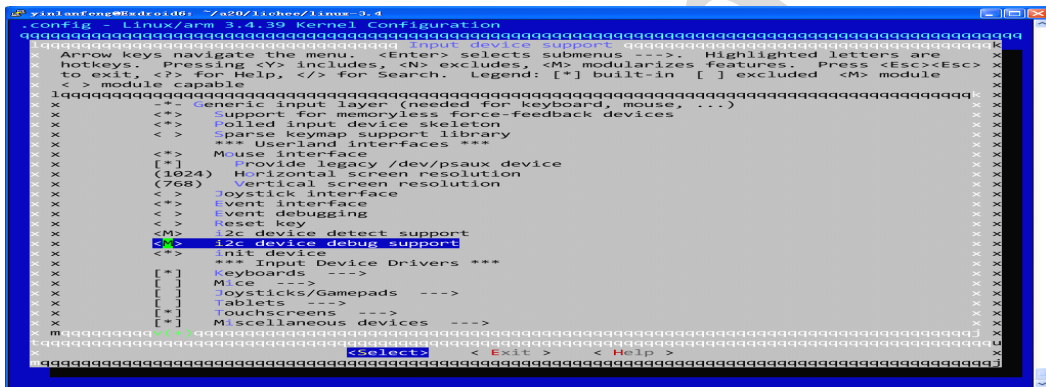 yinlanfeng@Exdroid6: ~/a20/lichee/linux-3.4
.config - Linux/arm 3.4.39 Kernel Configuration
Input device support
Arrow keys navigate the menu.  <Enter> selects submenus --->.  Highlighted letters are
hotkeys.  Pressing <Y> includes, <N> excludes, <M> modularizes features.  Press <Esc><Esc>
to exit, <?> for Help, </> for Search.  Legend: [*] built-in  [ ] excluded  <M> module
< > module capable
-*- Generic input layer (needed for keyboard, mouse, ...)
<*>   Support for memoryless force-feedback devices
<*>   Polled input device skeleton
< >   Sparse keymap support library
*** Userland interfaces ***
<*>   Mouse interface
[*]     Provide legacy /dev/psaux device
(1024)  Horizontal screen resolution
(768)   Vertical screen resolution
< >   Joystick interface
<*>   Event interface
< >   Event debugging
< >   Reset key
<M>   i2c device detect support
<M>   i2c device debug support
<*>   init device
*** Input Device Drivers ***
[*]   Keyboards  --->
[ ]   Mice  --->
[ ]   Joysticks/Gamepads  --->
[ ]   Tablets  --->
[*]   Touchscreens  --->
[*]   Miscellaneous devices  --->
<Select>    < Exit >    < Help >